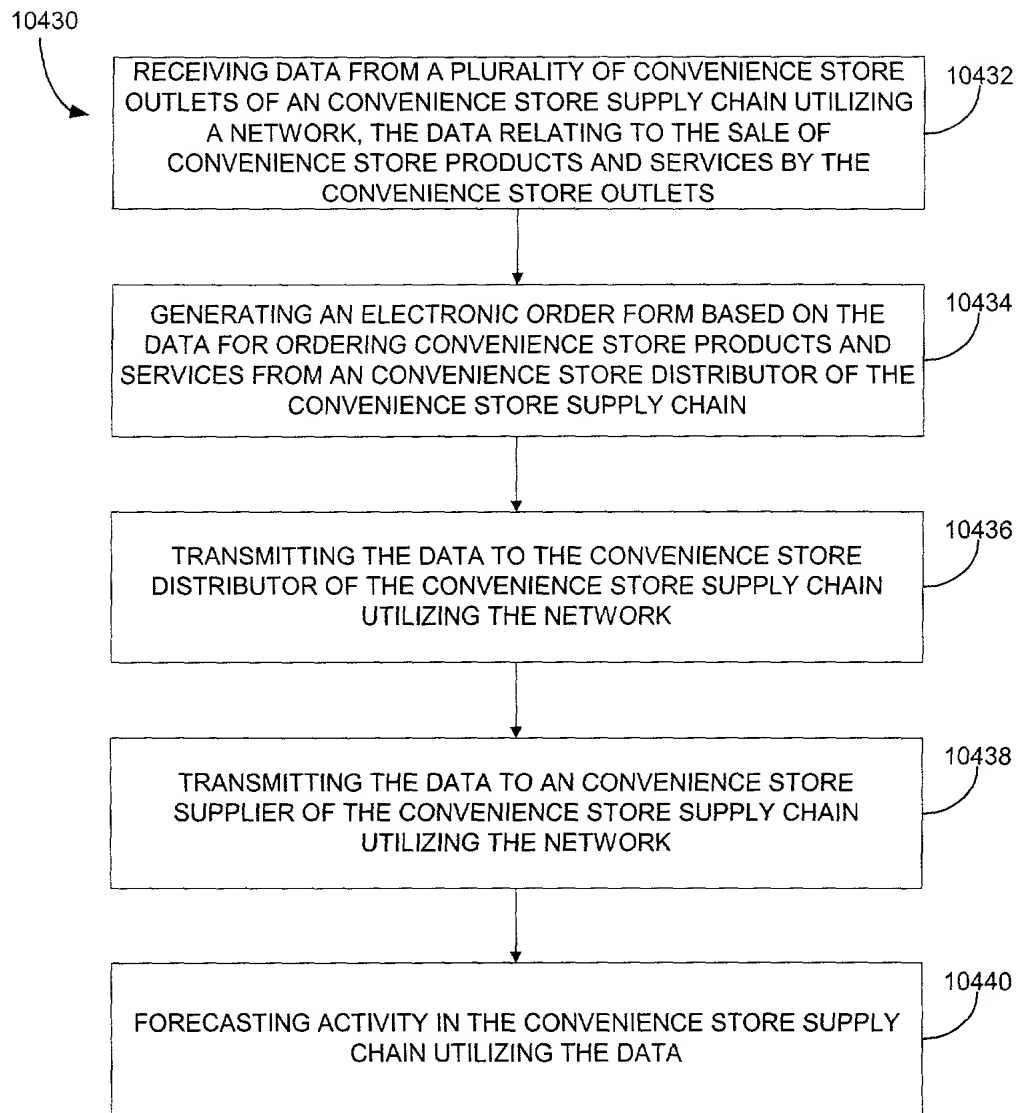 10430
RECEIVING DATA FROM A PLURALITY OF CONVENIENCE STORE
OUTLETS OF AN CONVENIENCE STORE SUPPLY CHAIN UTILIZING
A NETWORK, THE DATA RELATING TO THE SALE OF
CONVENIENCE STORE PRODUCTS AND SERVICES BY THE
CONVENIENCE STORE OUTLETS
10432
GENERATING AN ELECTRONIC ORDER FORM BASED ON THE
DATA FOR ORDERING CONVENIENCE STORE PRODUCTS AND
SERVICES FROM AN CONVENIENCE STORE DISTRIBUTOR OF THE
CONVENIENCE STORE SUPPLY CHAIN
10434
TRANSMITTING THE DATA TO THE CONVENIENCE STORE
DISTRIBUTOR OF THE CONVENIENCE STORE SUPPLY CHAIN
UTILIZING THE NETWORK
10436
TRANSMITTING THE DATA TO AN CONVENIENCE STORE
SUPPLIER OF THE CONVENIENCE STORE SUPPLY CHAIN
UTILIZING THE NETWORK
10438
FORECASTING ACTIVITY IN THE CONVENIENCE STORE SUPPLY
CHAIN UTILIZING THE DATA
10440